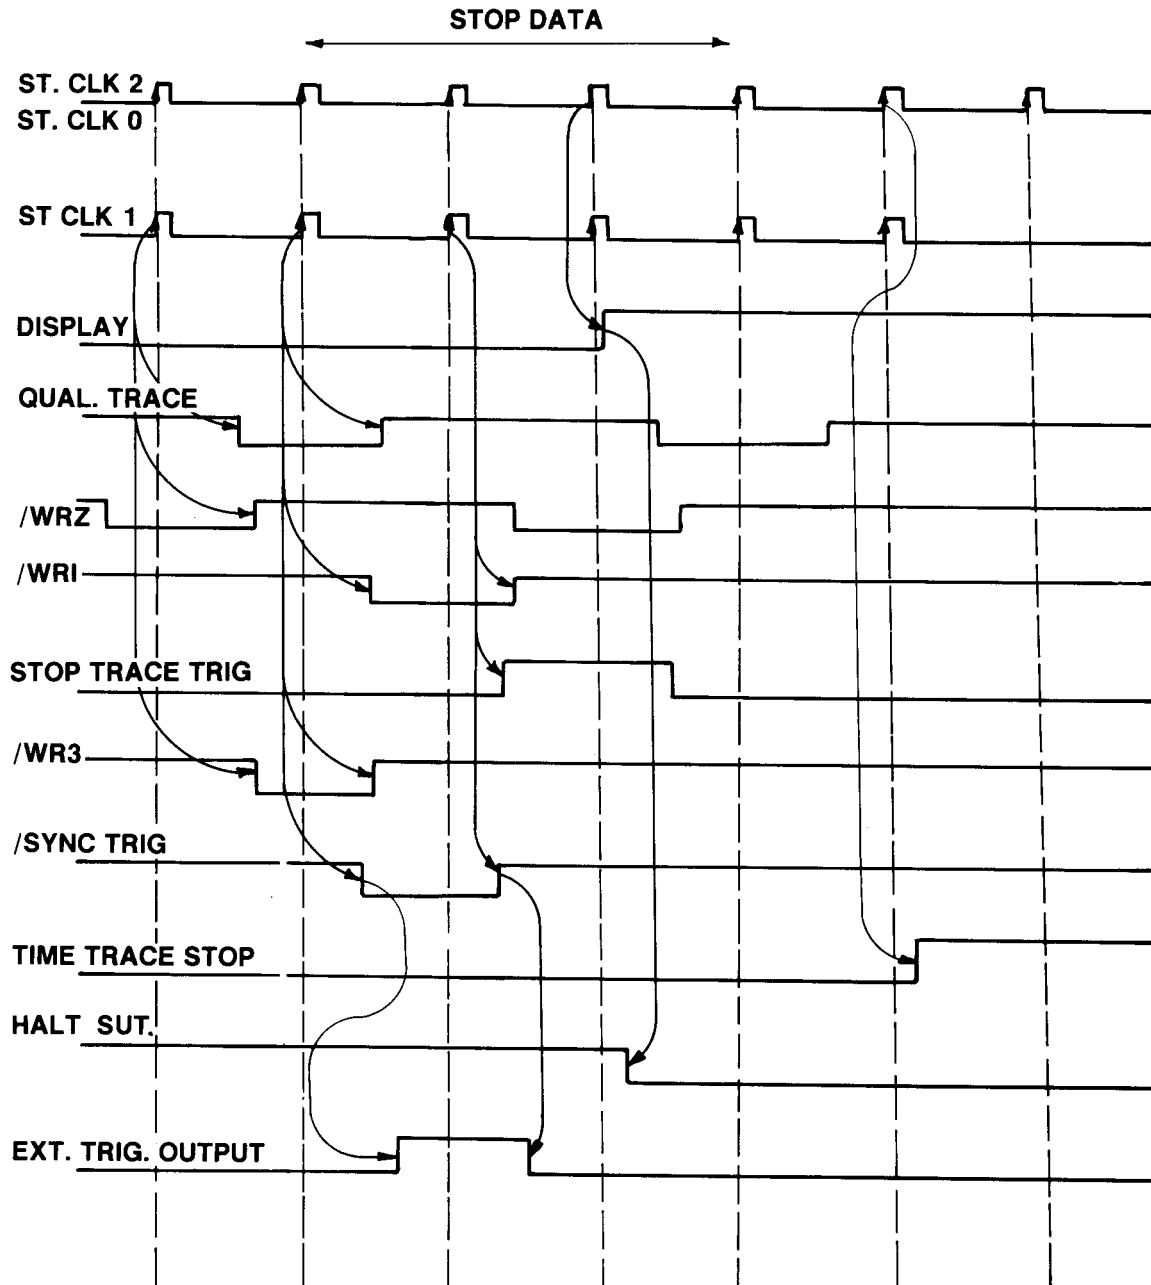 STOP DATA
ST. CLK 2
ST. CLK 0
ST CLK 1
DISPLAY
QUAL. TRACE
/WRZ
/WRI
STOP TRACE TRIG
/WR3
/SYNC TRIG
TIME TRACE STOP
HALT SUT.
EXT. TRIG. OUTPUT